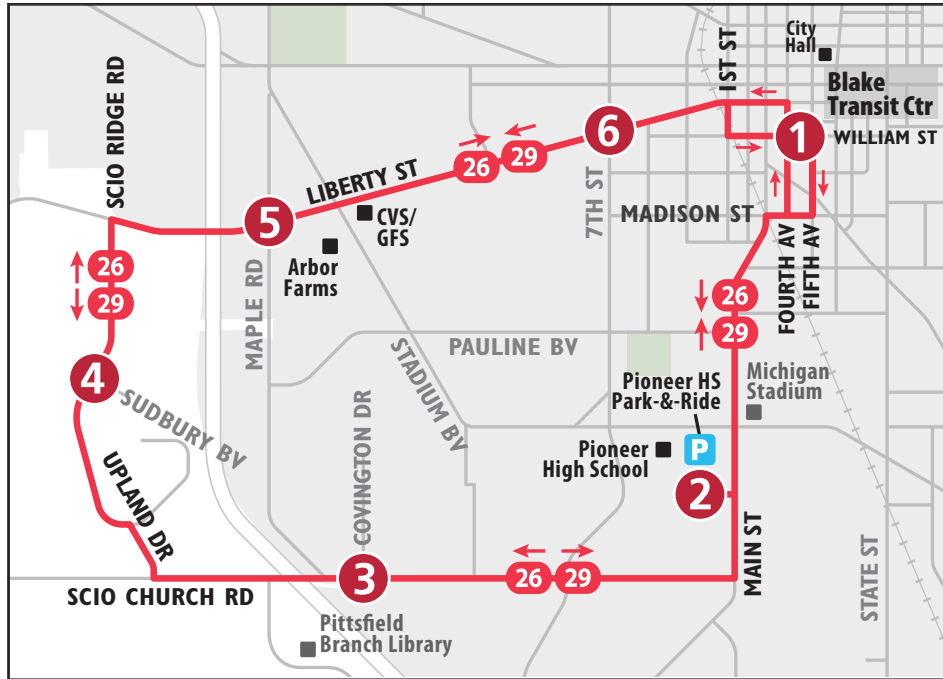 1ST ST
City
Hall
Blake
Transit Ctr
SCIO RIDGE RD
6
1
WILLIAM ST
26
29
LIBERTY ST
7TH ST
MADISON ST
5
CVS/
GFS
Arbor
Farms
FOURTH AV
FIFTH AV
26
29
MAPLE RD
26
29
PAULINE BV
STADIUM BV
4
SUDBURY BV
Pioneer HS
Park-&-Ride
Michigan
Stadium
COVINGTON DR
Pioneer
High School
P
2
UPLAND DR
MAIN ST
STATE ST
3
26
29
SCIO CHURCH RD
Pittsfield
Branch Library